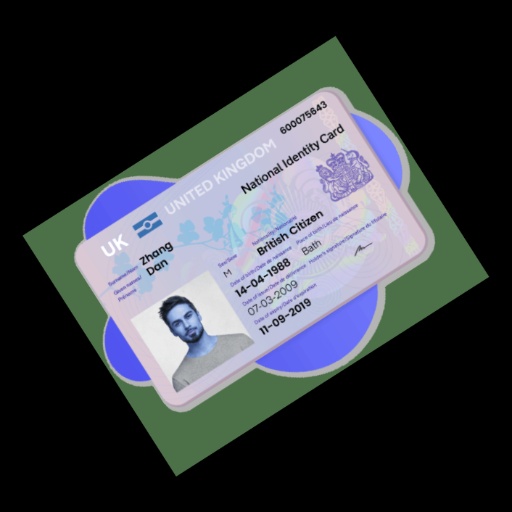 600075643
UK UNITED KINGDOM National Identity Card
Surname/Nom
Zhang
Given names/Prénoms
Dan
Sex/Sexe Nationality/Nationalité
M British Citizen
Date of birth/Date de naissance Place of birth/Lieu de naissance
14-04-1988 Bath
Date of issue/Date de délivrance Holder's signature/Signature du titulaire
07-03-2009
Date of expiry/Date d'expiration
11-09-2019